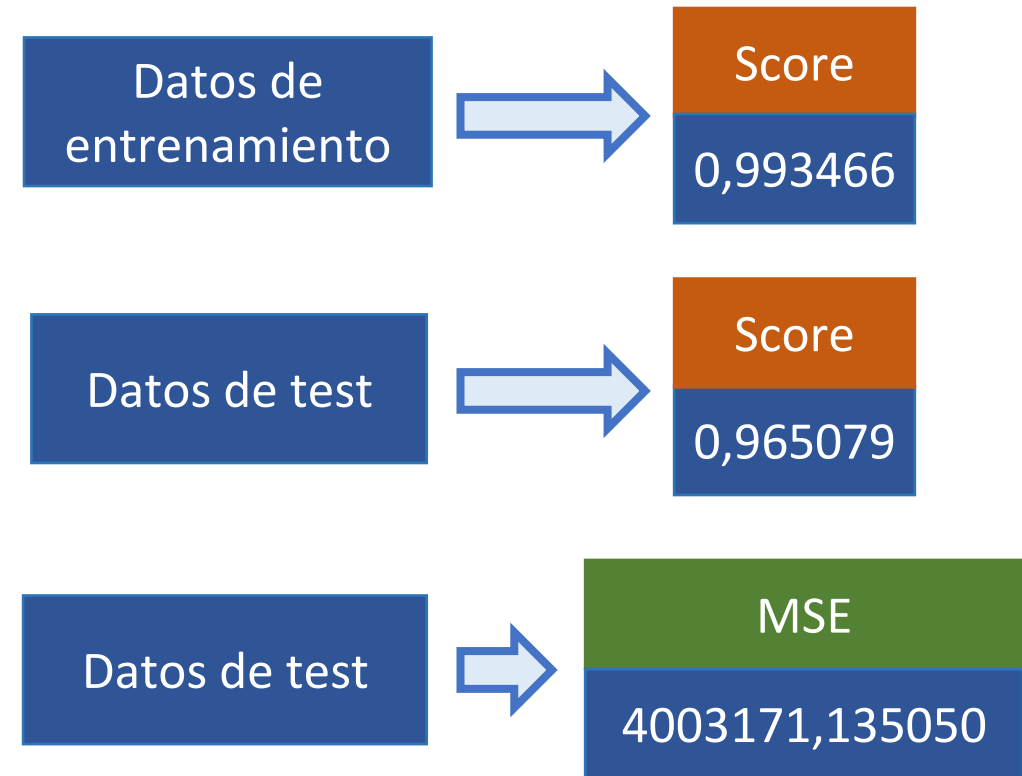 Datos de
entrenamiento
Score
0,993466
Datos de test
Score
0,965079
Datos de test
MSE
4003171,135050